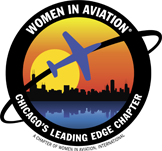 WOMEN IN AVIATION®
CHICAGO'S LEADING EDGE CHAPTER
A CHAPTER OF WOMEN IN AVIATION, INTERNATIONAL